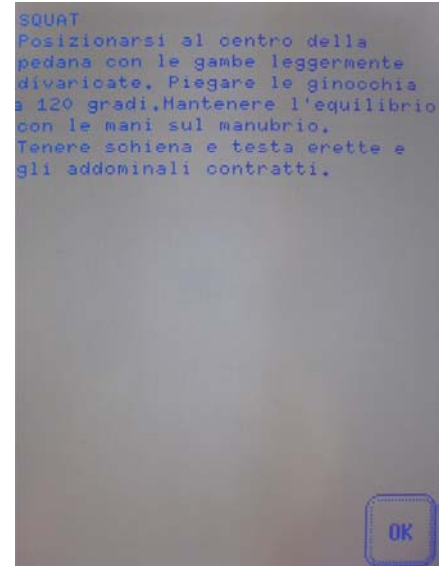 SQUAT
Posizionarsi al centro della
pedana con le gambe leggermente
divaricate. Piegare le ginocchia
a 120 gradi.Mantenere l'equilibrio
con le mani sul manubrio.
Tenere schiena e testa erette e
gli addominali contratti.
OK